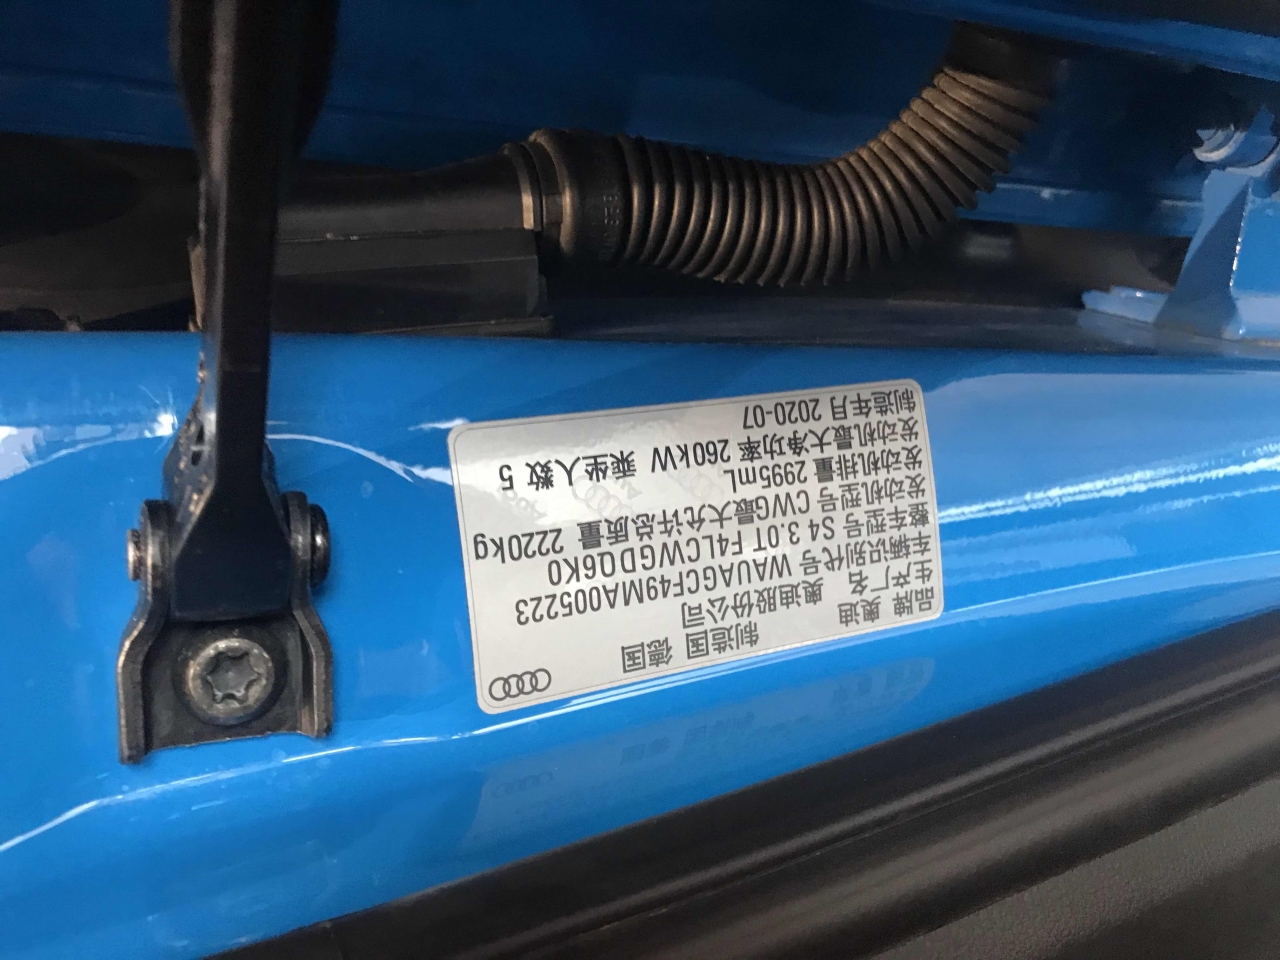 制造国 德国
品牌 奥迪
生产厂名 奥迪股份公司
车辆识别代号 WAUAGCF49MA005223
整车型号 S4 3.0T F4LCWGDQ6K0
发动机型号 CWG最大允许总质量 2220kg
发动机排量 2995mL
发动机最大净功率 260kW 乘坐人数 5
制造年月 2020-07